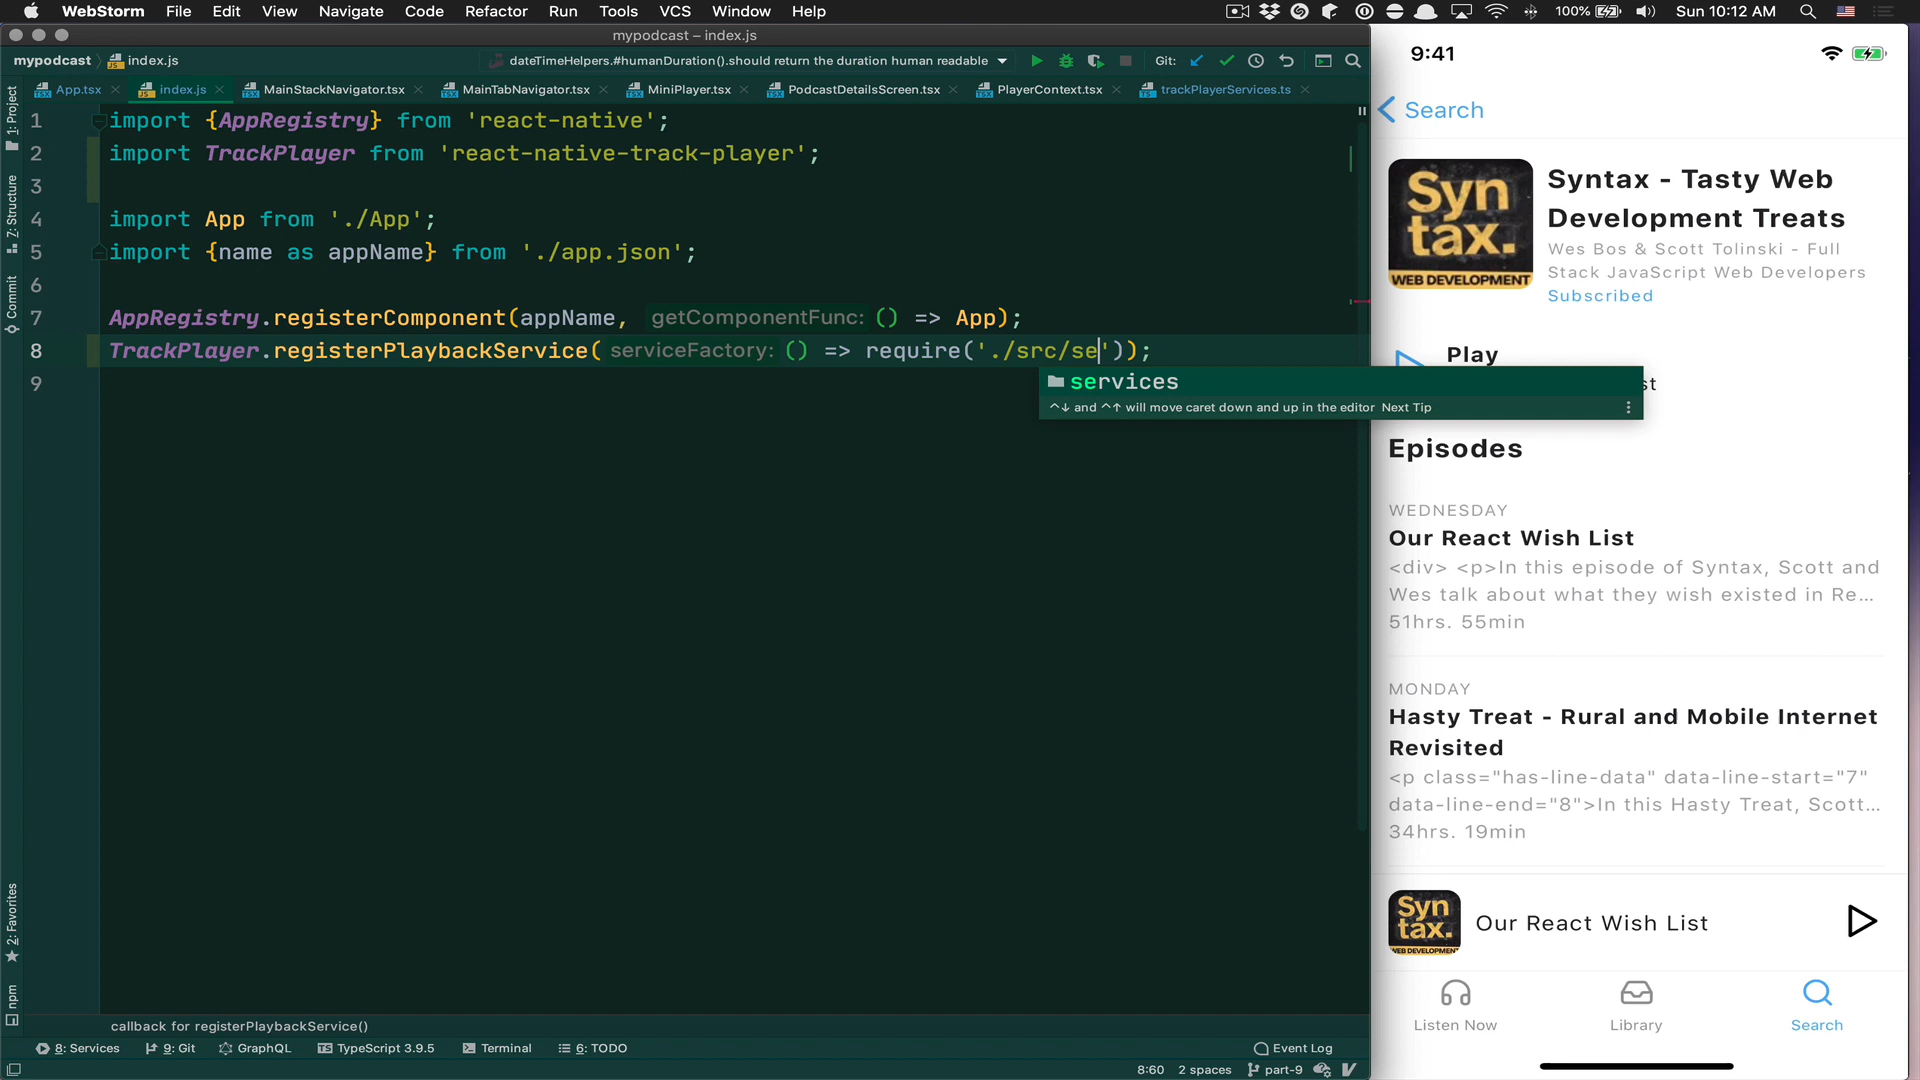 WebStorm File Edit View Navigate Code Refactor Run Tools VCS Window Help 100% Sun 10:12 AM
mypodcast – index.js
mypodcast index.js dateTimeHelpers.#humanDuration().should return the duration human readable Git:
App.tsx index.js MainStackNavigator.tsx MainTabNavigator.tsx MiniPlayer.tsx PodcastDetailsScreen.tsx PlayerContext.tsx trackPlayerServices.ts
1: Project
Z: Structure
Commit
2: Favorites
npm
1 import {AppRegistry} from 'react-native';
2 import TrackPlayer from 'react-native-track-player';
3
4 import App from './App';
5 import {name as appName} from './app.json';
6
7 AppRegistry.registerComponent(appName, getComponentFunc: () => App);
8 TrackPlayer.registerPlaybackService( serviceFactory: () => require('./src/se'));
9
services
^↓ and ^↑ will move caret down and up in the editor Next Tip
callback for registerPlaybackService()
8: Services 9: Git GraphQL TypeScript 3.9.5 Terminal 6: TODO Event Log
8:60 2 spaces part-9
9:41
Search
Syn
tax.
WEB DEVELOPMENT
Syntax - Tasty Web
Development Treats
Wes Bos & Scott Tolinski - Full
Stack JavaScript Web Developers
Subscribed
Play
st
Episodes
WEDNESDAY
Our React Wish List
<div> <p>In this episode of Syntax, Scott and
Wes talk about what they wish existed in Re...
51hrs. 55min
MONDAY
Hasty Treat - Rural and Mobile Internet
Revisited
<p class="has-line-data" data-line-start="7"
data-line-end="8">In this Hasty Treat, Scott...
34hrs. 19min
Syn
tax.
WEB DEVELOPMENT
Our React Wish List
Listen Now Library Search